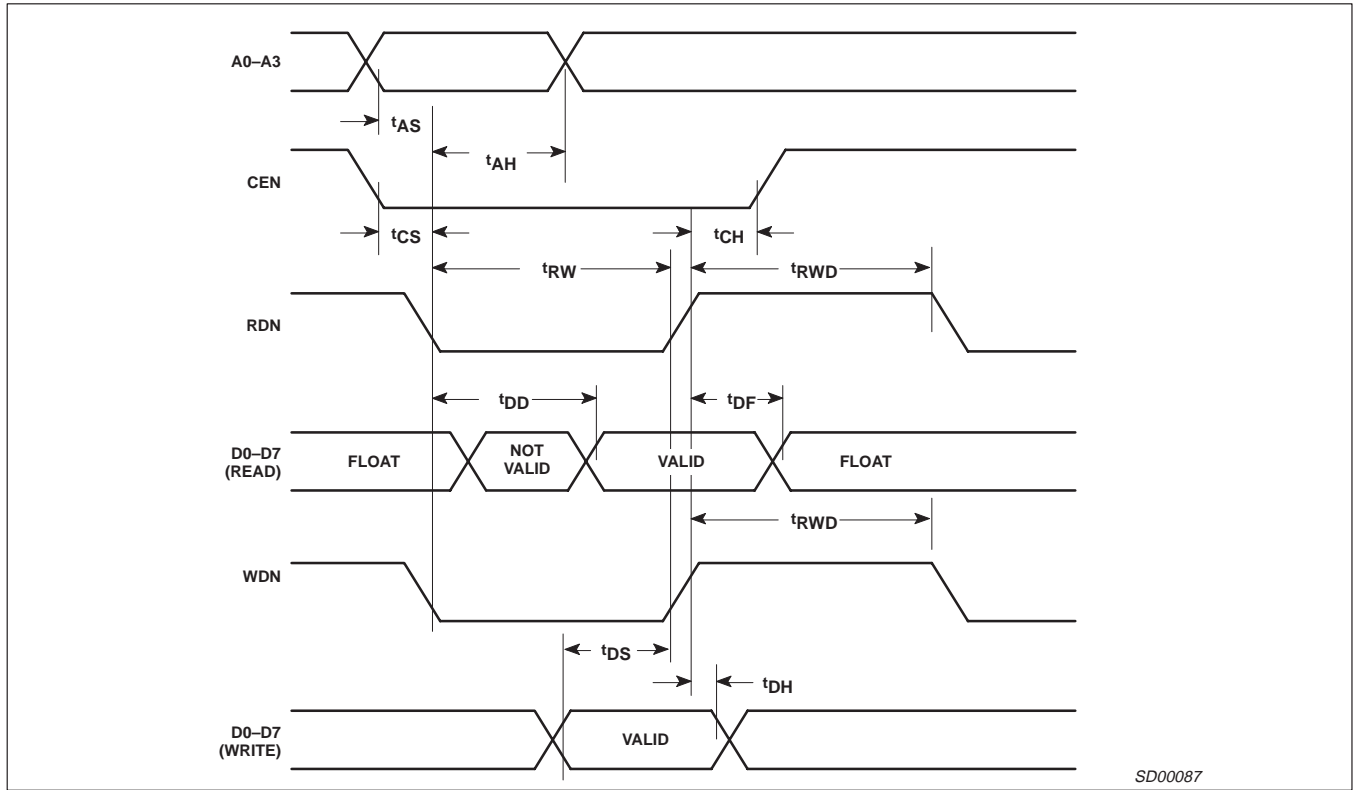 A0–A3
tAS
tAH
CEN
tCS
tCH
tRW
tRWD
RDN
tDD
tDF
D0–D7
(READ)
FLOAT
NOT
VALID
VALID
FLOAT
tRWD
WDN
tDS
tDH
D0–D7
(WRITE)
VALID
SD00087